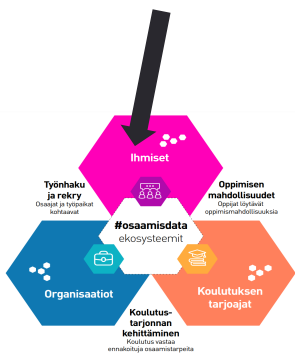 Ihmiset
Työnhaku
ja rekry
Osaajat ja työpaikat
kohtaavat
Oppimisen
mahdollisuudet
Oppijat löytävät
oppimismahdollisuuksia
#osaamisdata
ekosysteemit
Organisaatiot
Koulutuksen
tarjoajat
Koulutus-
tarjonnan
kehittäminen
Koulutus vastaa
ennakoituja osaamistarpeita